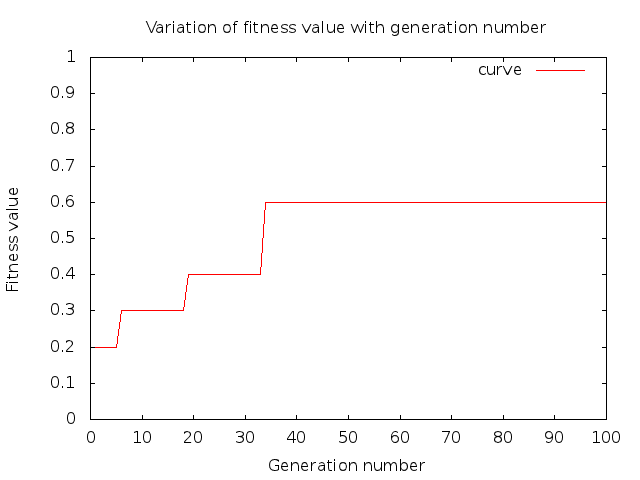 Variation of fitness value with generation number
curve
1
0.9
0.8
0.7
0.6
0.5
0.4
0.3
0.2
0.1
0
Fitness value
0 10 20 30 40 50 60 70 80 90 100
Generation number